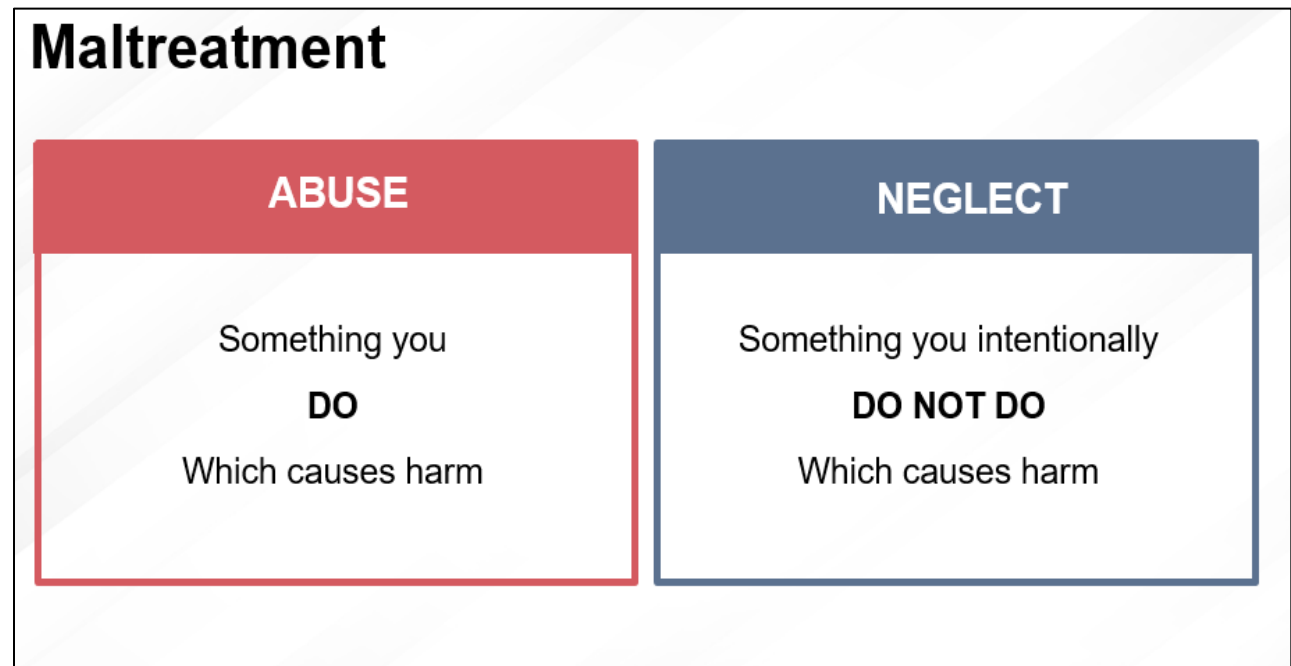 Maltreatment
ABUSE
Something you
DO
Which causes harm
NEGLECT
Something you intentionally
DO NOT DO
Which causes harm